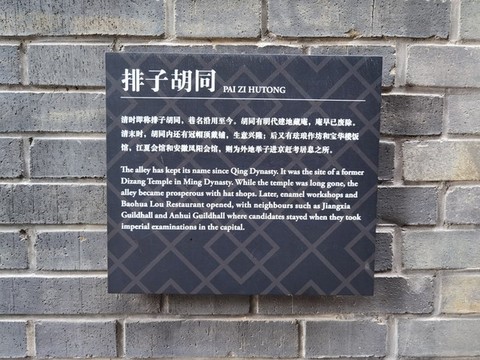 排子胡同 PAI ZI HUTONG
清时即称排子胡同，巷名沿用至今。胡同有明代建地藏庵，庵早已废除。
清末时，胡同内还有冠帽顶戴铺，生意兴隆；后又有珐琅作坊和宝华楼饭
馆，江夏会馆和安徽凤阳会馆，则为外地举子进京赶考居息之所。
The alley has kept its name since Qing Dynasty. It was the site of a former
Dizang Temple in Ming Dynasty. While the temple was long gone, the
alley became prosperous with hat shops. Later, enamel workshops and
Baohua Lou Restaurant opened, with neighbours such as Jiangxia
Guildhall and Anhui Guildhall where candidates stayed when they took
imperial examinations in the capital.